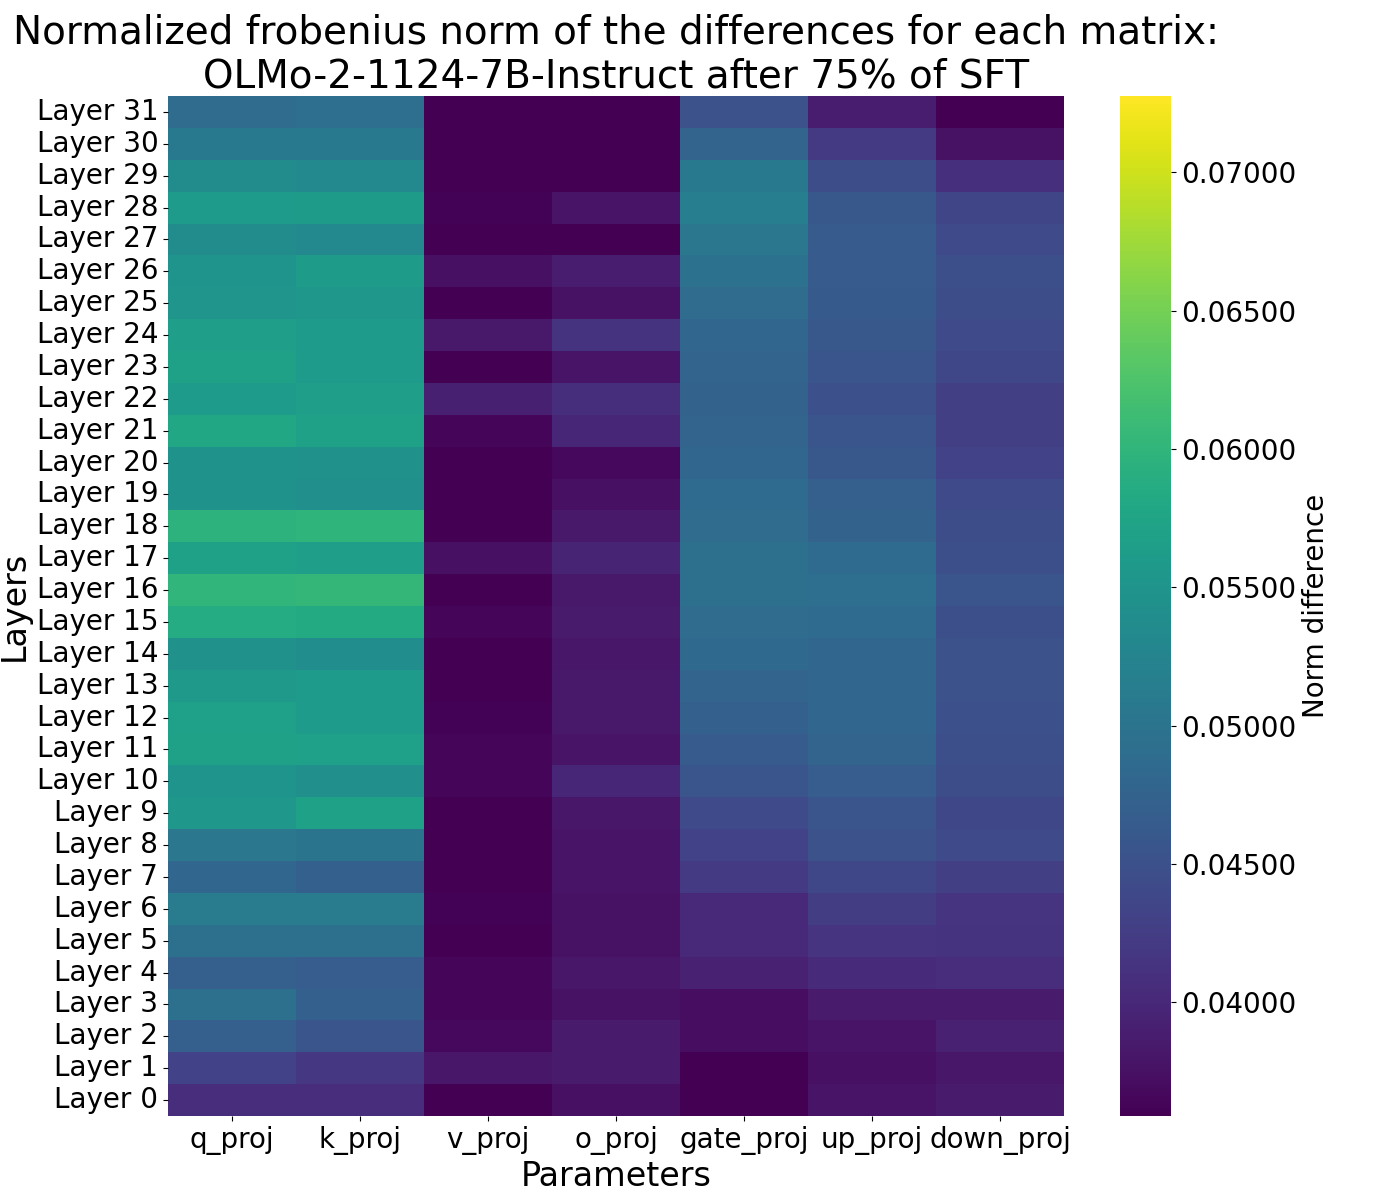 Normalized frobenius norm of the differences for each matrix:
OLMo-2-1124-7B-Instruct after 75% of SFT
Layer 31
Layer 30
Layer 29
Layer 28
Layer 27
Layer 26
Layer 25
Layer 24
Layer 23
Layer 22
Layer 21
Layer 20
Layer 19
Layer 18
Layer 17
Layer 16
Layer 15
Layer 14
Layer 13
Layer 12
Layer 11
Layer 10
Layer 9
Layer 8
Layer 7
Layer 6
Layer 5
Layer 4
Layer 3
Layer 2
Layer 1
Layer 0
Layers
q_proj k_proj v_proj o_proj gate_proj up_proj down_proj
Parameters
0.07000
0.06500
0.06000
0.05500
0.05000
0.04500
0.04000
Norm difference